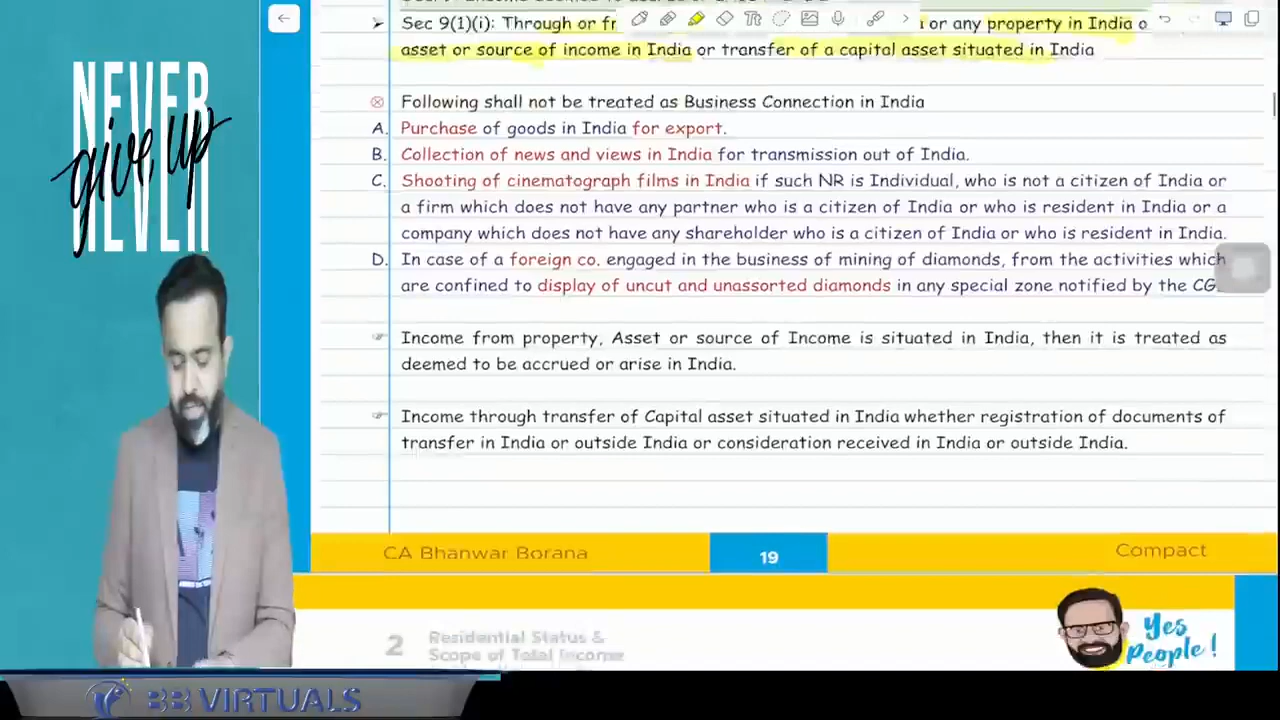 NEVER
give up
NEVER
➤ Sec 9(1)(i): Through or fr or any property in India o
asset or source of income in India or transfer of a capital asset situated in India
Following shall not be treated as Business Connection in India
A. Purchase of goods in India for export.
B. Collection of news and views in India for transmission out of India.
C. Shooting of cinematograph films in India if such NR is Individual, who is not a citizen of India or
a firm which does not have any partner who is a citizen of India or who is resident in India or a
company which does not have any shareholder who is a citizen of India or who is resident in India.
D. In case of a foreign co. engaged in the business of mining of diamonds, from the activities which
are confined to display of uncut and unassorted diamonds in any special zone notified by the CG.
Income from property, Asset or source of Income is situated in India, then it is treated as
deemed to be accrued or arise in India.
Income through transfer of Capital asset situated in India whether registration of documents of
transfer in India or outside India or consideration received in India or outside India.
CA Bhanwar Borana 19 Compact
2 Residential Status &
Scope of Total Income
Yes
People !
BB VIRTUALS